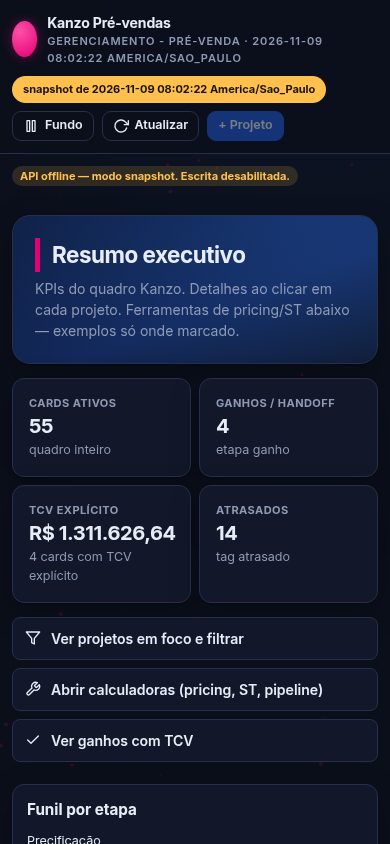 Kanzo Pré-vendas
GERENCIAMENTO - PRÉ-VENDA · 2026-11-09
08:02:22 AMERICA/SAO_PAULO
snapshot de 2026-11-09 08:02:22 America/Sao_Paulo
Fundo
Atualizar
+ Projeto
API offline — modo snapshot. Escrita desabilitada.
Resumo executivo
KPIs do quadro Kanzo. Detalhes ao clicar em
cada projeto. Ferramentas de pricing/ST abaixo
— exemplos só onde marcado.
CARDS ATIVOS
55
quadro inteiro
GANHOS / HANDOFF
4
etapa ganho
TCV EXPLÍCITO
R$ 1.311.626,64
4 cards com TCV
explícito
ATRASADOS
14
tag atrasado
Ver projetos em foco e filtrar
Abrir calculadoras (pricing, ST, pipeline)
Ver ganhos com TCV
Funil por etapa
Precificação